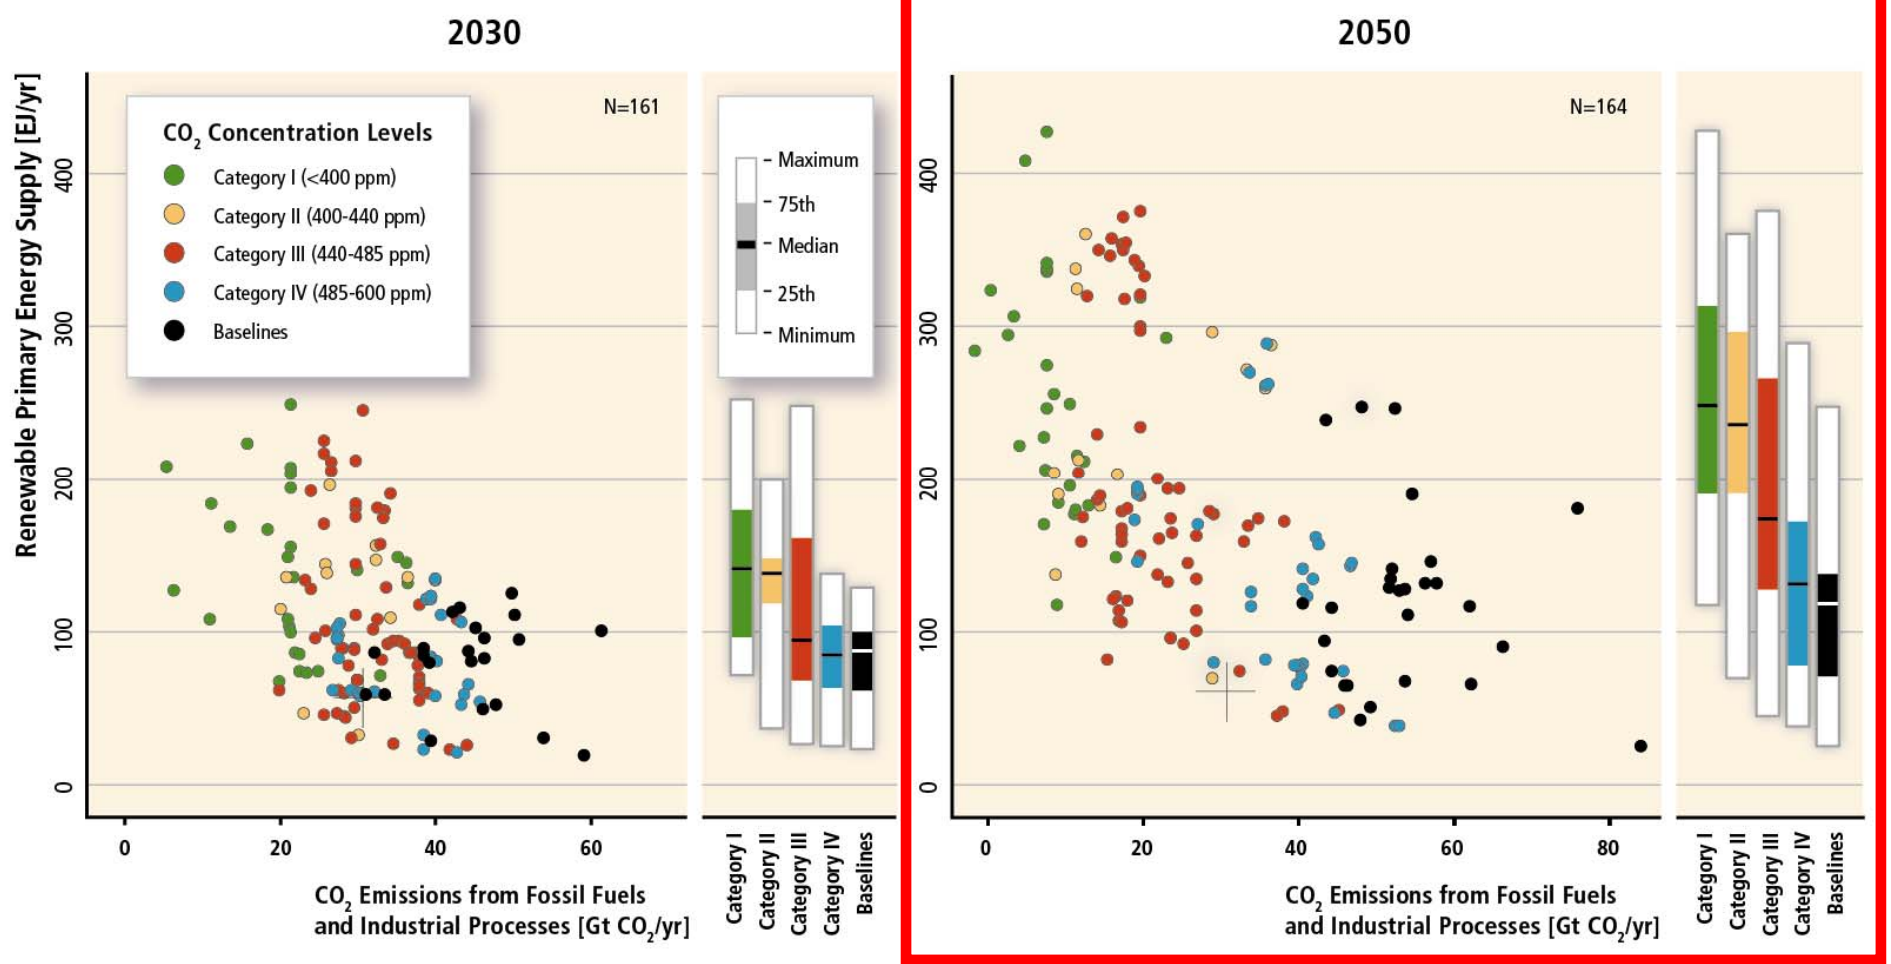 2030
Renewable Primary Energy Supply [EJ/yr]
400
300
200
100
0
N=161
CO2 Concentration Levels
Category I (<400 ppm)
Category II (400-440 ppm)
Category III (440-485 ppm)
Category IV (485-600 ppm)
Baselines
Maximum
75th
Median
25th
Minimum
0
20
40
60
CO2 Emissions from Fossil Fuels
and Industrial Processes [Gt CO2/yr]
Category I
Category II
Category III
Category IV
Baselines
2050
400
300
200
100
0
N=164
0
20
40
60
80
CO2 Emissions from Fossil Fuels
and Industrial Processes [Gt CO2/yr]
Category I
Category II
Category III
Category IV
Baselines